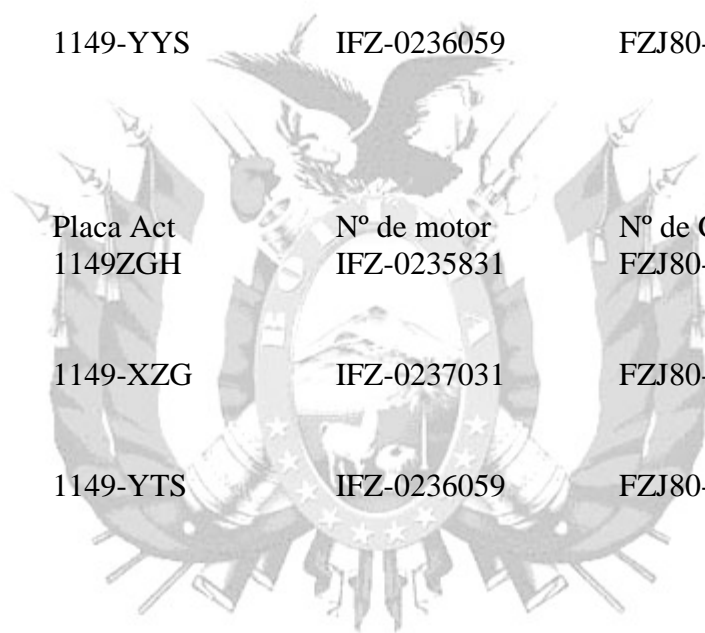 1149-YYS IFZ-0236059 FZJ80-
Placa Act Nº de motor Nº de
1149ZGH IFZ-0235831 FZJ80-
1149-XZG IFZ-0237031 FZJ80-
1149-YTS IFZ-0236059 FZJ80-